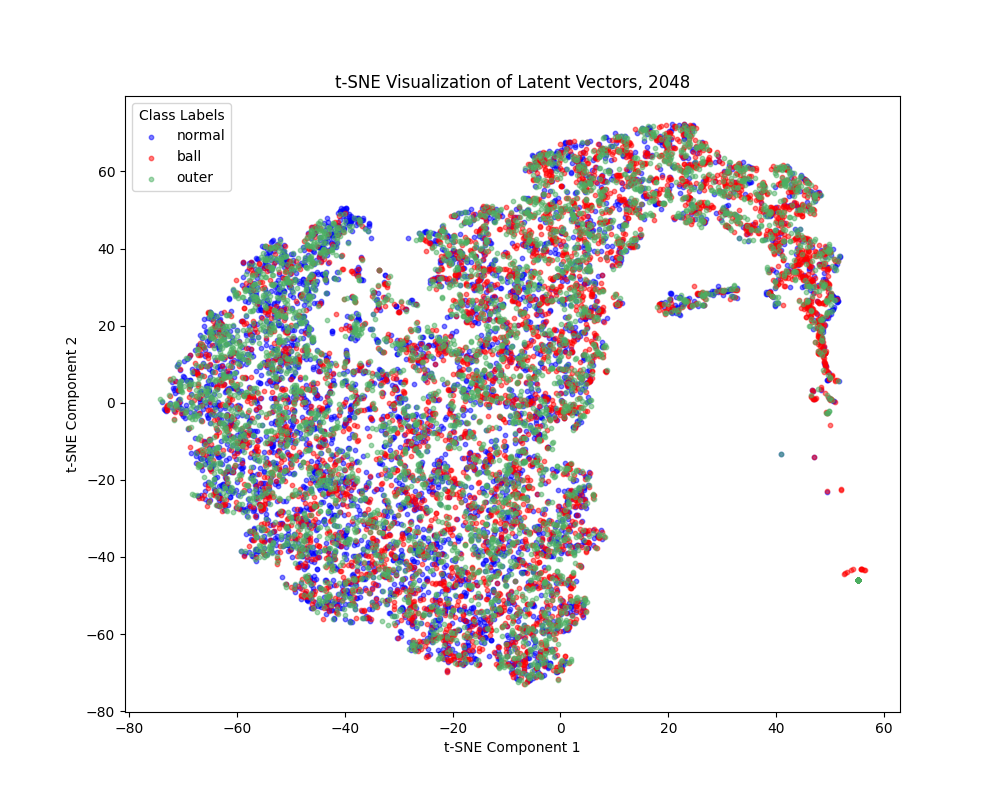 t-SNE Visualization of Latent Vectors, 2048
Class Labels
normal
ball
outer
t-SNE Component 2
60
40
20
0
−20
−40
−60
−80
−80
−60
−40
−20
0
20
40
60
t-SNE Component 1